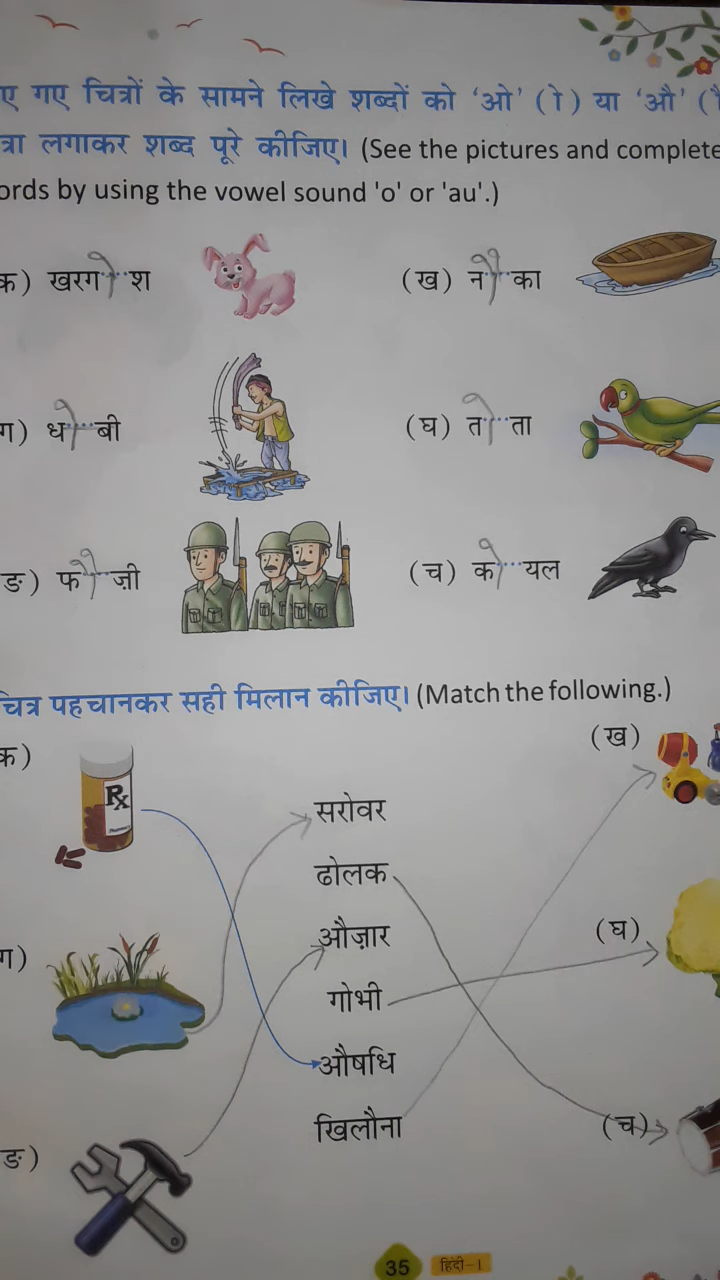 ए गए चित्रों के सामने लिखे शब्दों को 'ओ' (ो) या 'औ' (ौ
त्रा लगाकर शब्द पूरे कीजिए। (See the pictures and complete
ords by using the vowel sound 'o' or 'au'.)
क) खरगोश (ख) नौका
ग) धोबी (घ) तोता
ङ) फौज़ी (च) कोयल
चित्र पहचानकर सही मिलान कीजिए। (Match the following.)
क) (ख)
Rx
सरोवर
ढोलक
ग) औज़ार (घ)
गोभी
औषधि
ङ) खिलौना (च)
35 हिंदी-1